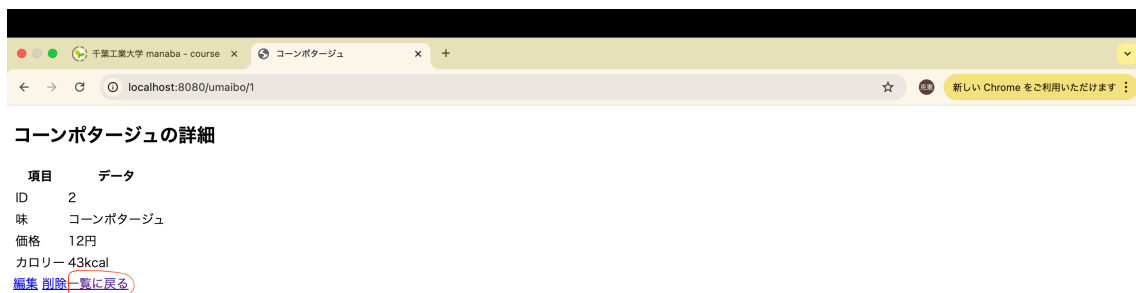 千葉工業大学 manaba - course
コーンポタージュ
localhost:8080/umaibo/1
新しい Chrome をご利用いただけます
コーンポタージュの詳細
項目 データ
ID 2
味 コーンポタージュ
価格 12円
カロリー 43kcal
編集 削除 一覧に戻る